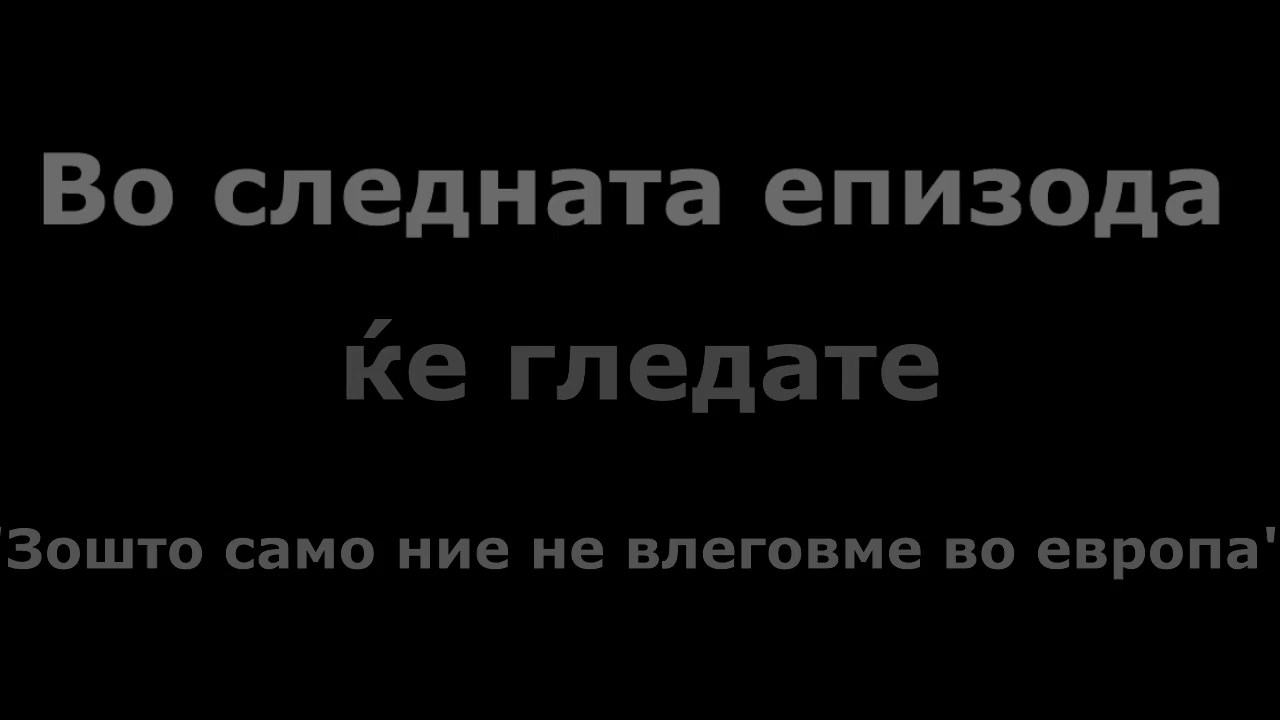 Во следната епизода
ќе гледате
"Зошто само ние не влеговме во европа"